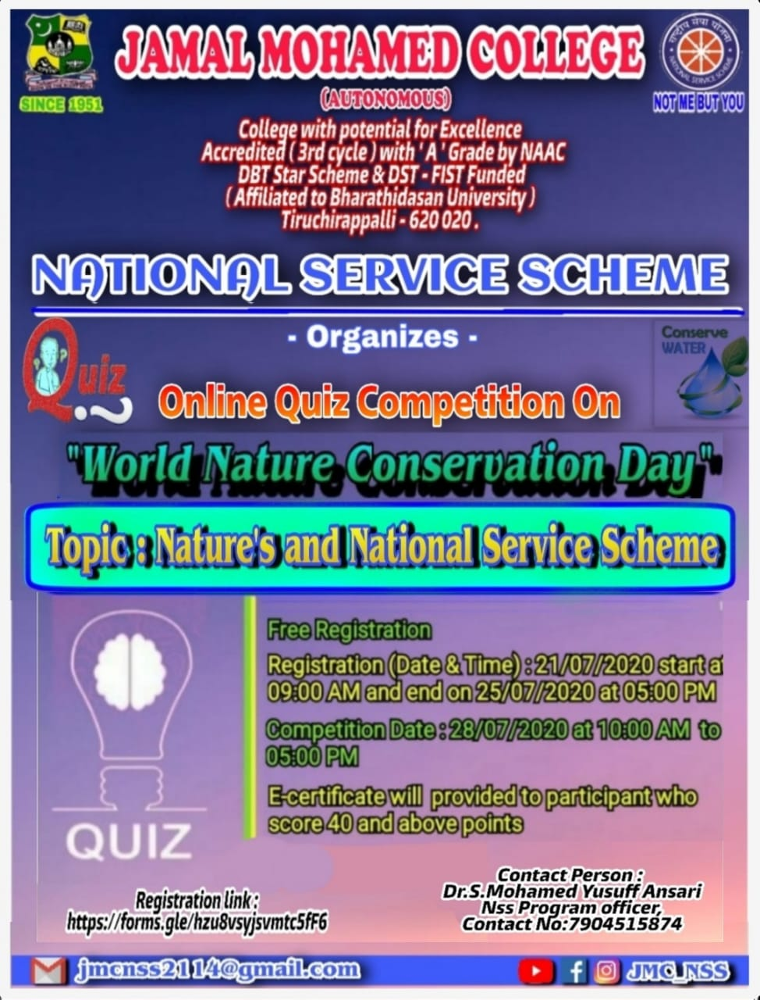 JAMAL MOHAMED COLLEGE
(AUTONOMOUS)
SINCE 1951
राष्ट्रीय सेवा योजना
NATIONAL SERVICE SCHEME
NOT ME BUT YOU
College with potential for Excellence
Accredited ( 3rd cycle ) with ' A ' Grade by NAAC
DBT Star Scheme & DST - FIST Funded
( Affiliated to Bharathidasan University )
Tiruchirappalli - 620 020 .
NATIONAL SERVICE SCHEME
- Organizes -
Quiz
Conserve
WATER
Online Quiz Competition On
"World Nature Conservation Day"
Topic : Nature's and National Service Scheme
Free Registration
Registration (Date & Time) : 21/07/2020 start at
09:00 AM and end on 25/07/2020 at 05:00 PM
Competition Date : 28/07/2020 at 10:00 AM to
05:00 PM
E-certificate will provided to participant who
score 40 and above points
QUIZ
Registration link :
https://forms.gle/hzu8vsyjsvmtc5fF6
Contact Person :
Dr.S.Mohamed Yusuff Ansari
Nss Program officer,
Contact No:7904515874
jmcnss2114@gmail.com
JMC_NSS